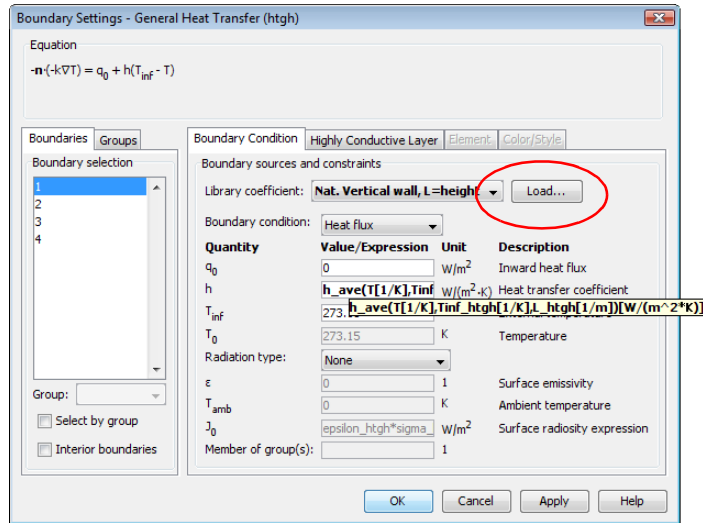 Boundary Settings - General Heat Transfer (htgh)
Equation
-n·(-k∇T) = q0 + h(Tinf - T)
Boundaries Groups
Boundary selection
1
2
3
4
Group:
Select by group
Interior boundaries
Boundary Condition Highly Conductive Layer Element Color/Style
Boundary sources and constraints
Library coefficient: Nat. Vertical wall, L=height Load...
Boundary condition: Heat flux
Quantity Value/Expression Unit Description
q0 0 W/m2 Inward heat flux
h h_ave(T[1/K],Tinf W/(m2·K) Heat transfer coefficient
h_ave(T[1/K],Tinf_htgh[1/K],L_htgh[1/m])[W/(m^2*K)]
Tinf 273.
T0 273.15 K Temperature
Radiation type: None
ε 0 1 Surface emissivity
Tamb 0 K Ambient temperature
J0 epsilon_htgh*sigma_ W/m2 Surface radiosity expression
Member of group(s): 1
OK Cancel Apply Help